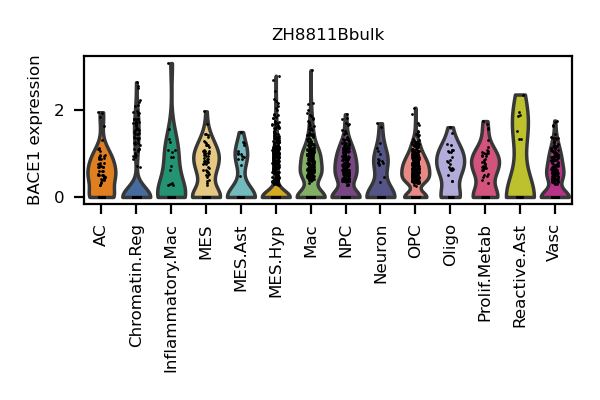 ZH8811Bbulk
BACE1 expression
2
0
AC
Chromatin.Reg
Inflammatory.Mac
MES
MES.Ast
MES.Hyp
Mac
NPC
Neuron
OPC
Oligo
Prolif.Metab
Reactive.Ast
Vasc